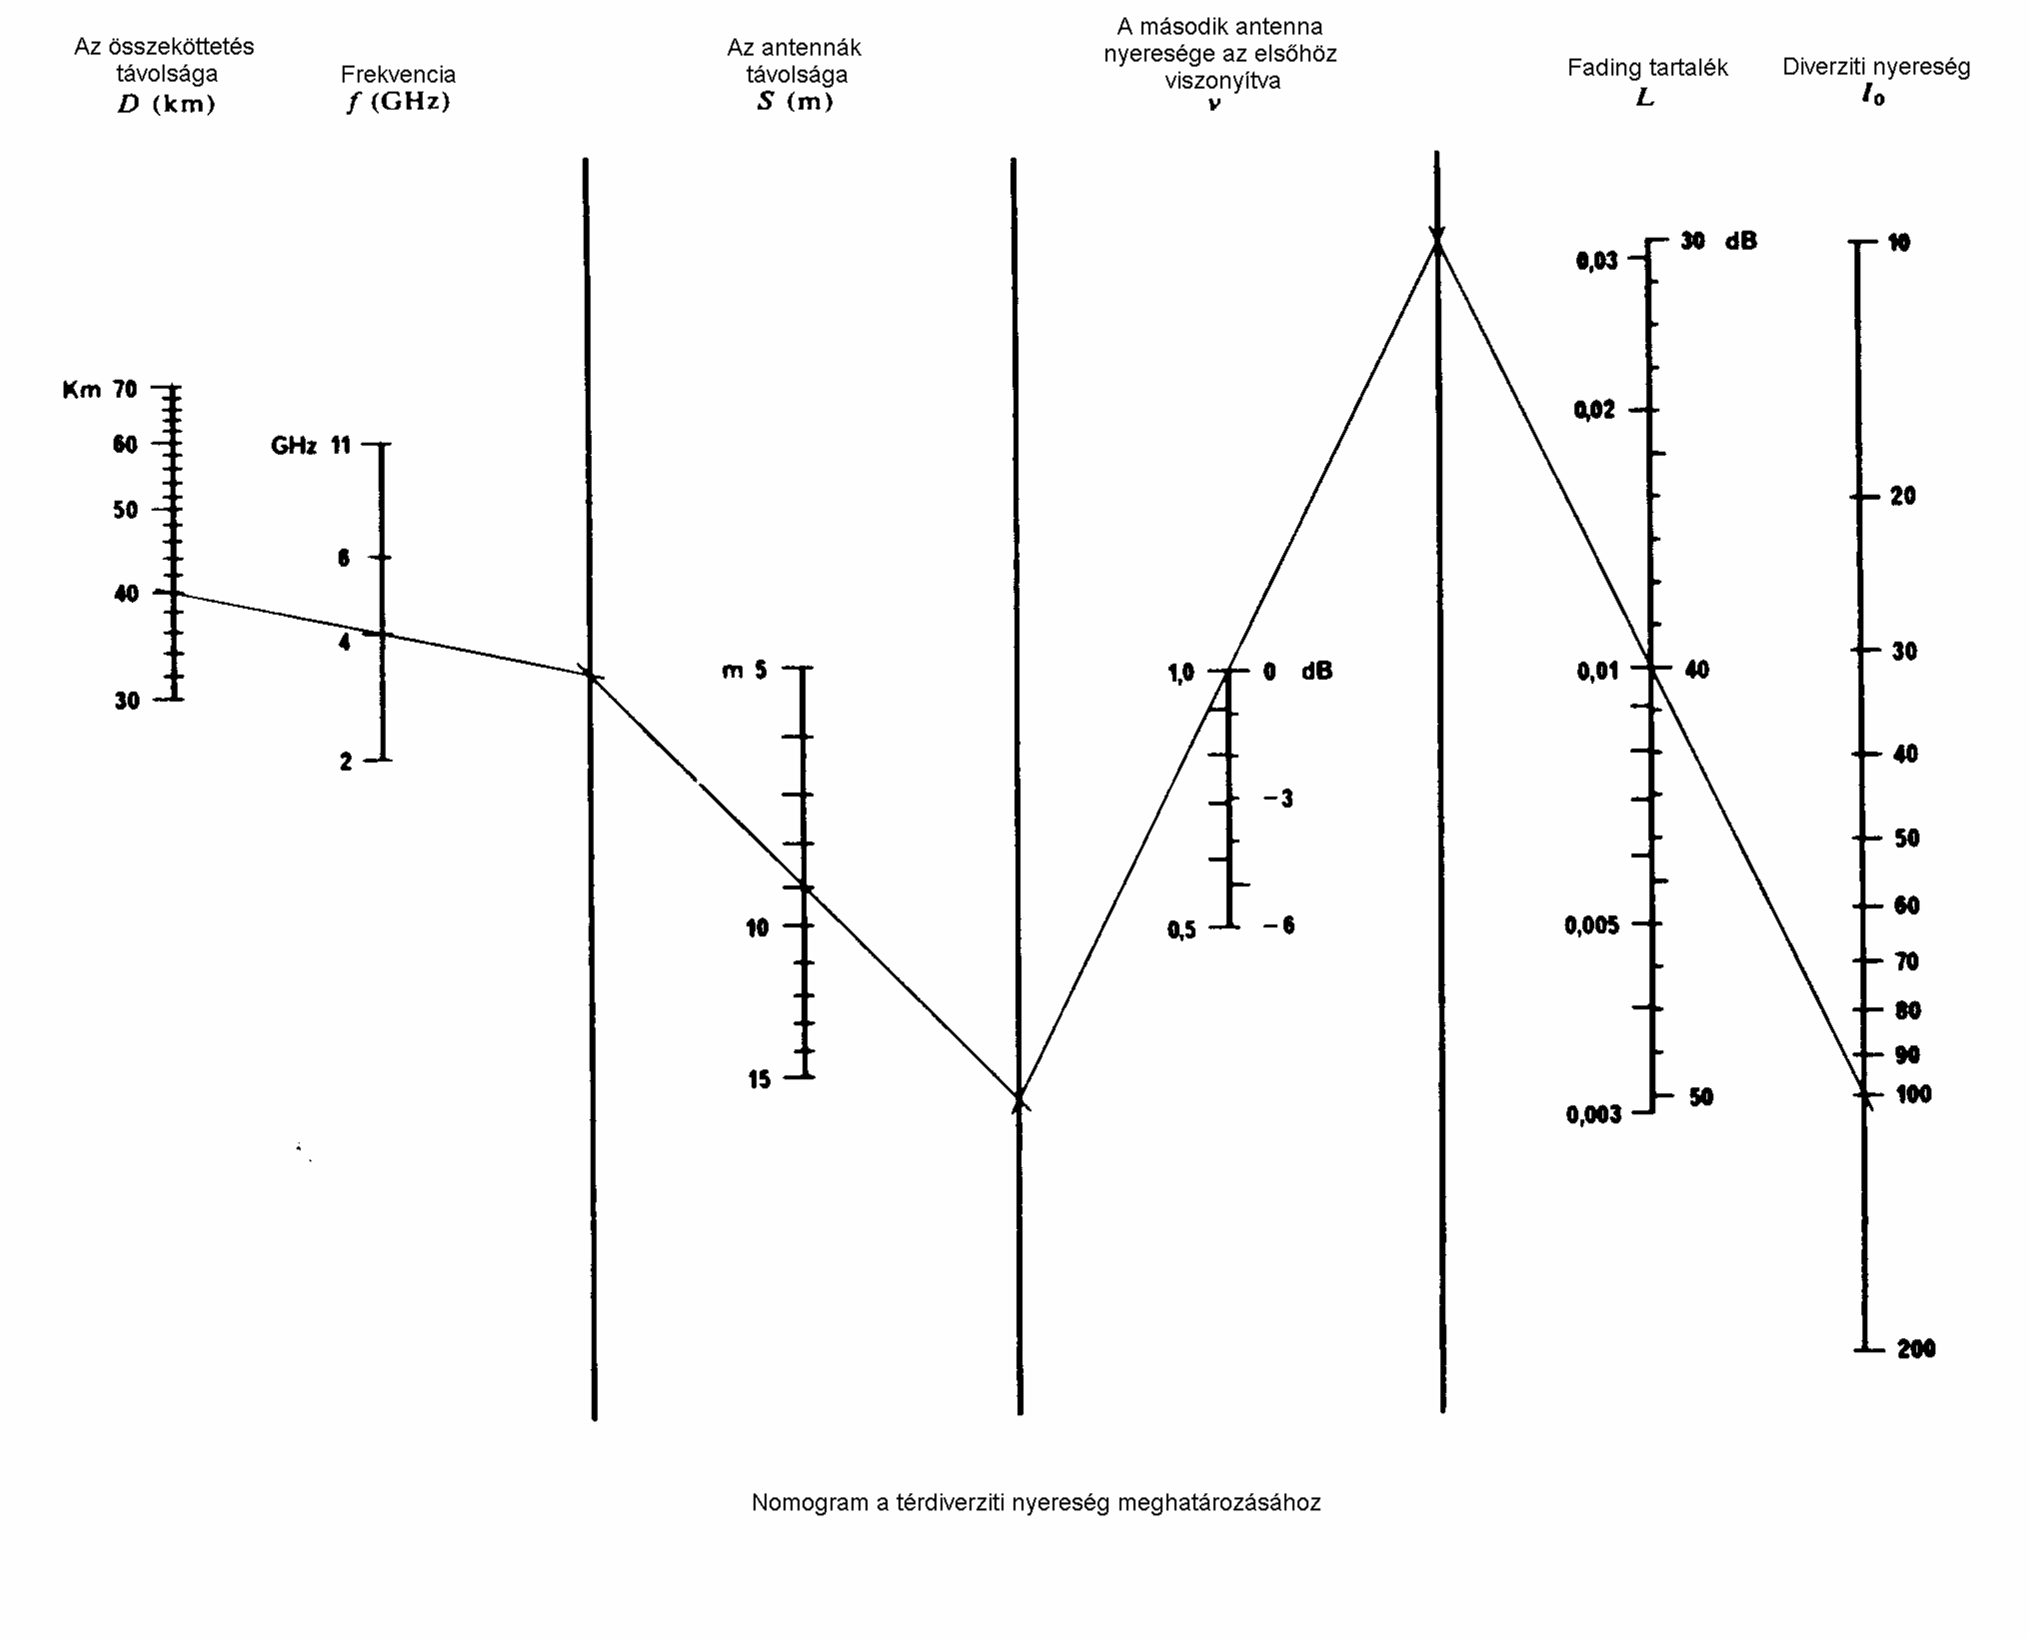 Az összeköttetés
távolsága
D (km)
Frekvencia
f (GHz)
Az antennák
távolsága
S (m)
A második antenna
nyeresége az elsőhöz
viszonyítva
ν
Fading tartalék
L
Diverziti nyereség
I₀
Km 70
60
50
40
30
GHz 11
6
4
2
m 5
10
15
1,0
0,5
0 dB
-3
-6
0,03
0,02
0,01
0,005
0,003
30 dB
40
50
10
20
30
40
50
60
70
80
90
100
200
Nomogram a térdiverziti nyereség meghatározásához